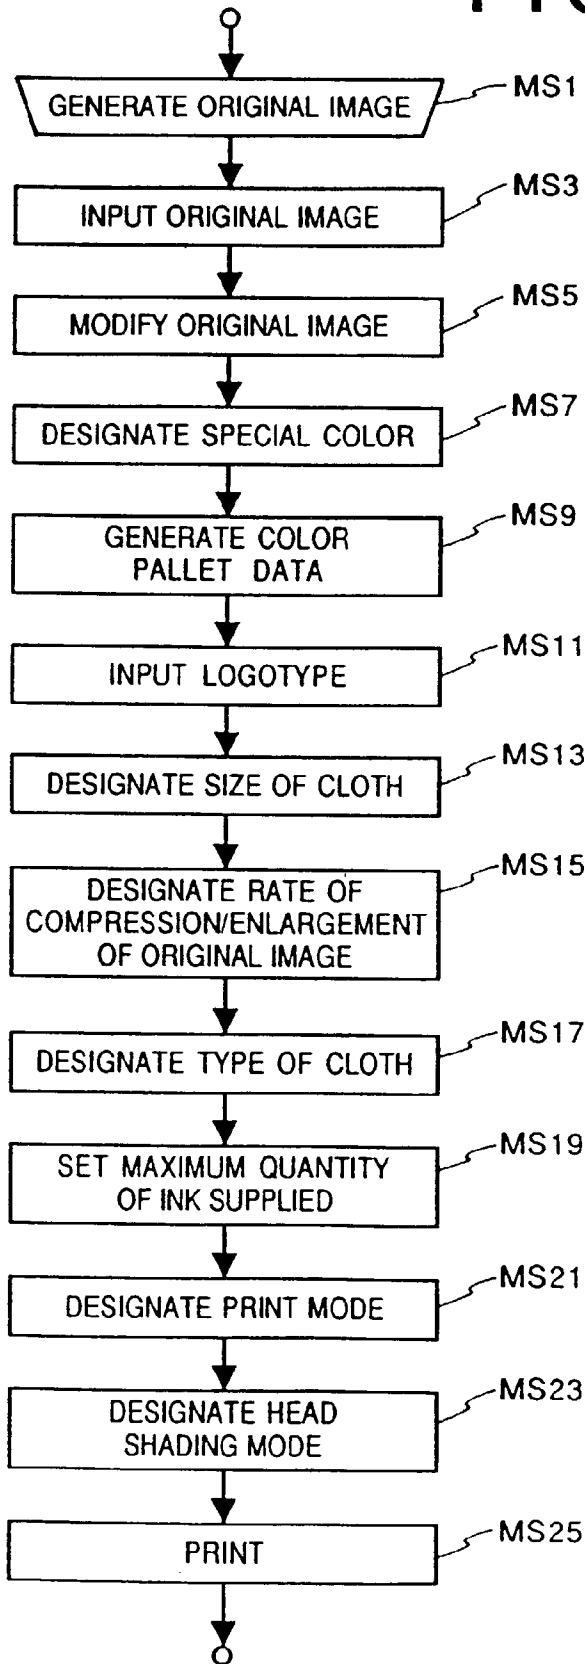 GENERATE ORIGINAL IMAGE MS1
INPUT ORIGINAL IMAGE MS3
MODIFY ORIGINAL IMAGE MS5
DESIGNATE SPECIAL COLOR MS7
GENERATE COLOR MS9
PALLET DATA
INPUT LOGOTYPE MS11
DESIGNATE SIZE OF CLOTH MS13
DESIGNATE RATE OF MS15
COMPRESSION/ENLARGEMENT
OF ORIGINAL IMAGE
DESIGNATE TYPE OF CLOTH MS17
SET MAXIMUM QUANTITY MS19
OF INK SUPPLIED
DESIGNATE PRINT MODE MS21
DESIGNATE HEAD MS23
SHADING MODE
PRINT MS25